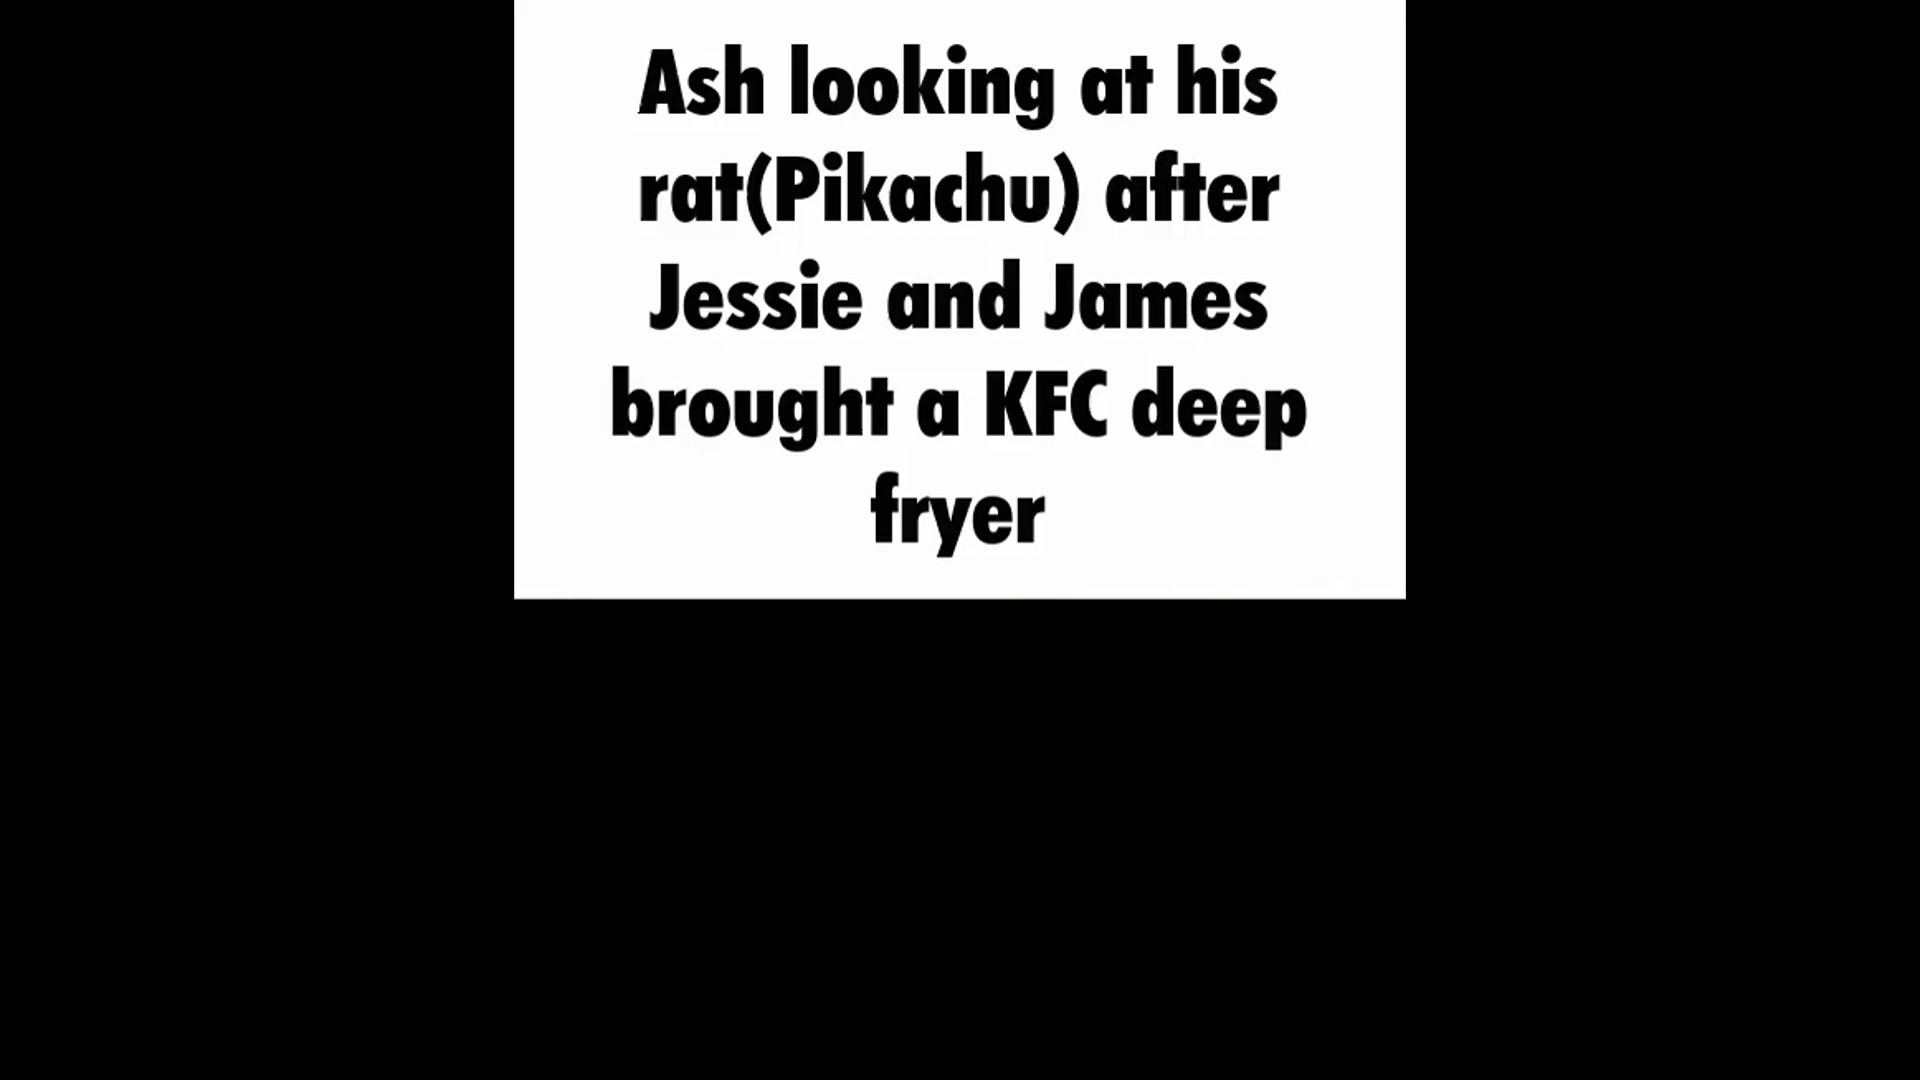 Ash looking at his
rat(Pikachu) after
Jessie and James
brought a KFC deep
fryer